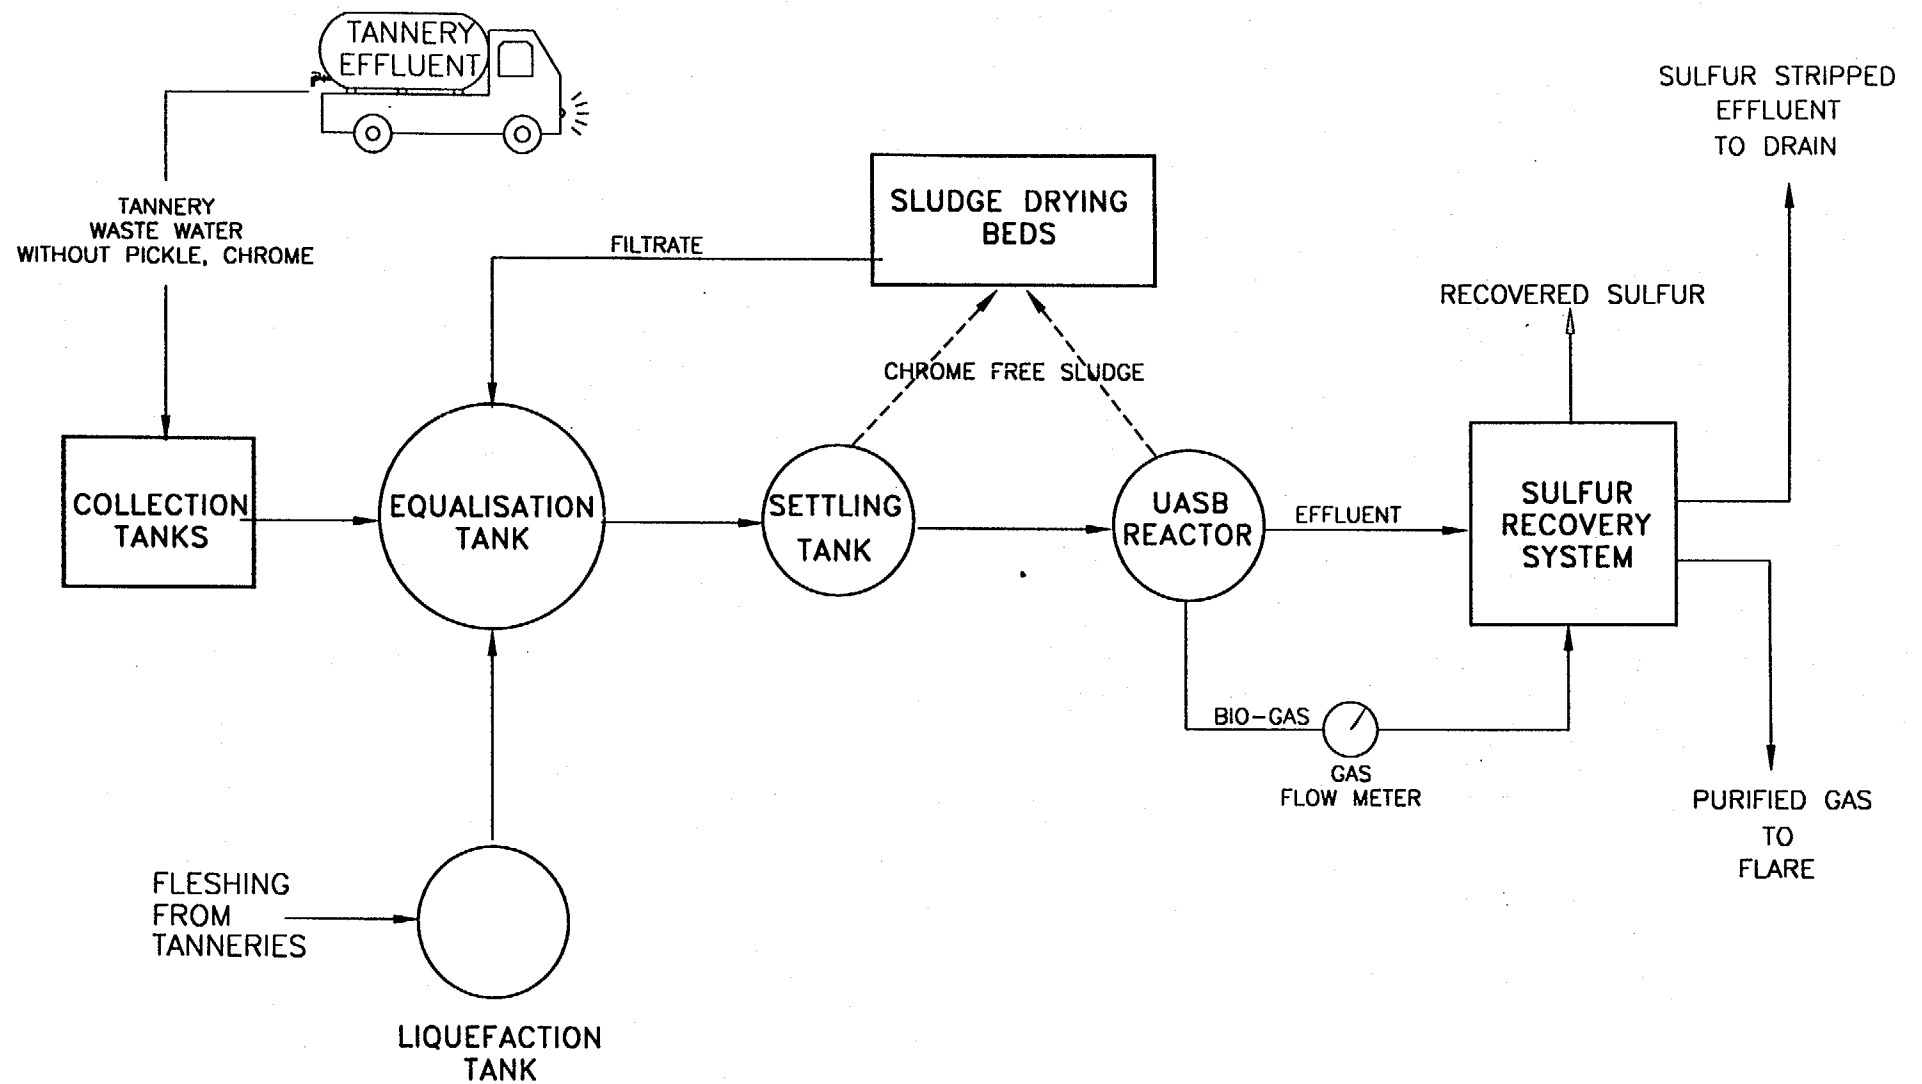 TANNERY
EFFLUENT
SULFUR STRIPPED
EFFLUENT
TO DRAIN
TANNERY
WASTE WATER
WITHOUT PICKLE, CHROME
SLUDGE DRYING
BEDS
FILTRATE
RECOVERED SULFUR
CHROME FREE SLUDGE
COLLECTION
TANKS
EQUALISATION
TANK
SETTLING
TANK
UASB
REACTOR
EFFLUENT
SULFUR
RECOVERY
SYSTEM
BIO-GAS
GAS
FLOW METER
PURIFIED GAS
TO
FLARE
FLESHING
FROM
TANNERIES
LIQUEFACTION
TANK